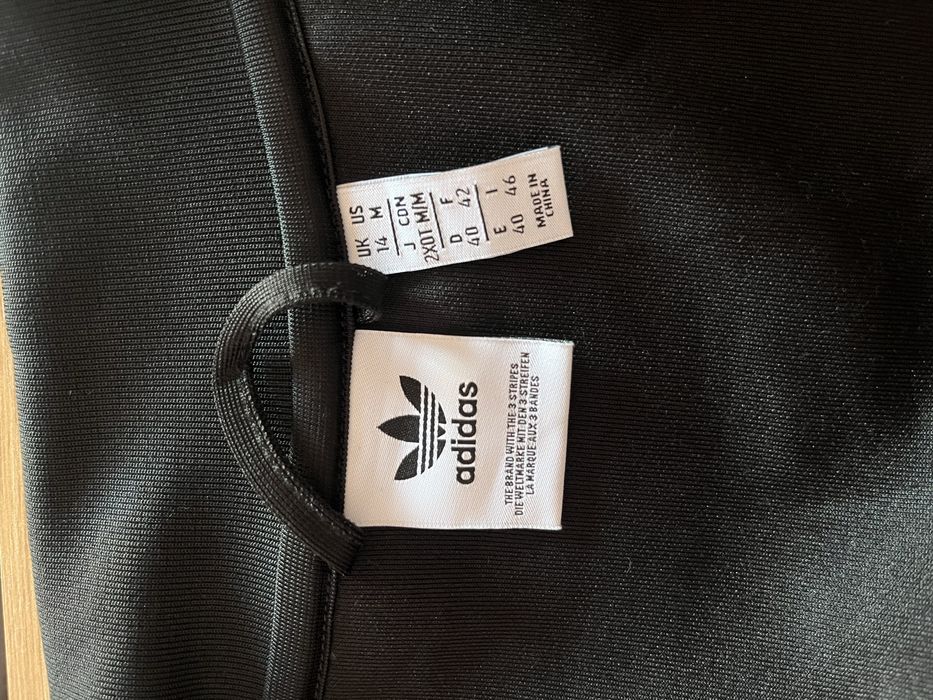 UK US
14 M
J CDN
2XOT M/M
D F
40 42
E I
40 46
MADE IN
CHINA
adidas
THE BRAND WITH THE 3 STRIPES
DIE WELTMARKE MIT DEN 3 STREIFEN
LA MARQUE AUX 3 BANDES